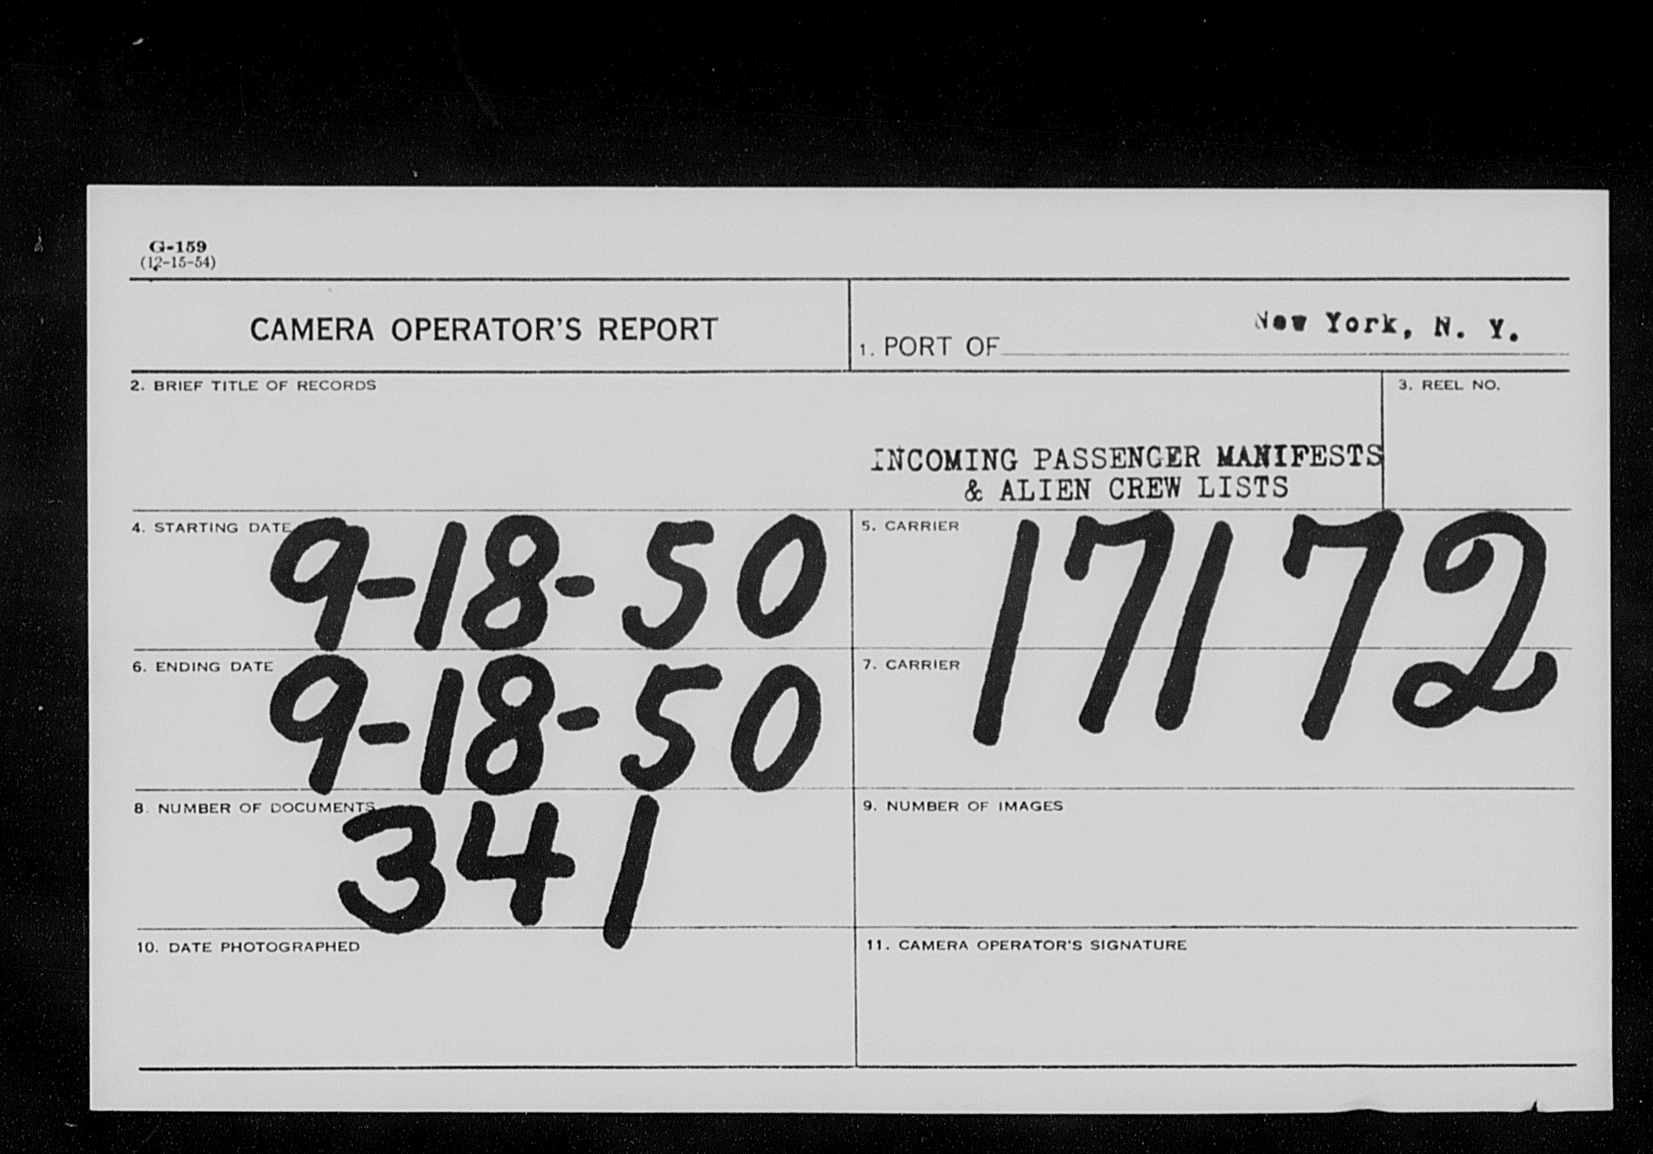 G-159
(12-15-54)
CAMERA OPERATOR'S REPORT
1. PORT OF New York, N. Y.
2. BRIEF TITLE OF RECORDS
3. REEL NO.
INCOMING PASSENGER MANIFESTS
& ALIEN CREW LISTS
4. STARTING DATE 9-18-50
5. CARRIER 17172
6. ENDING DATE 9-18-50
7. CARRIER
8. NUMBER OF DOCUMENTS 341
9. NUMBER OF IMAGES
10. DATE PHOTOGRAPHED
11. CAMERA OPERATOR'S SIGNATURE